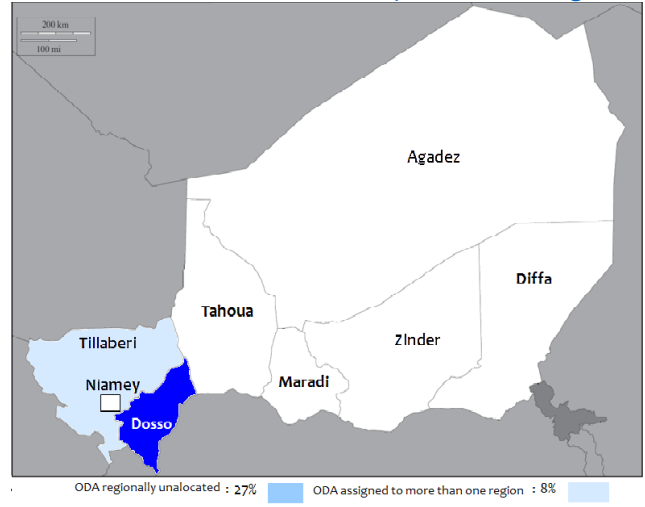 200 km
100 mi
Agadez
Diffa
Tahoua
ZInder
Tillaberi
Maradi
Niamey
Dosso
ODA regionally unalocated : 27% ODA assigned to more than one region : 8%